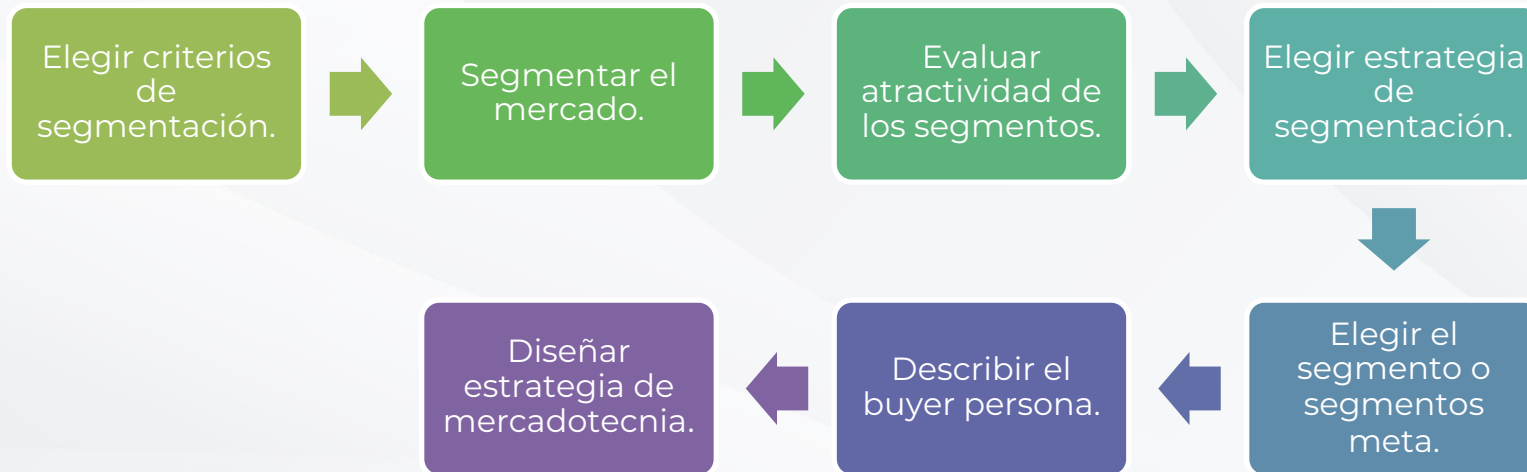 Elegir criterios
de
segmentación.
Segmentar el
mercado.
Evaluar
atractividad de
los segmentos.
Elegir estrategia
de
segmentación.
Elegir el
segmento o
segmentos
meta.
Describir el
buyer persona.
Diseñar
estrategia de
mercadotecnia.